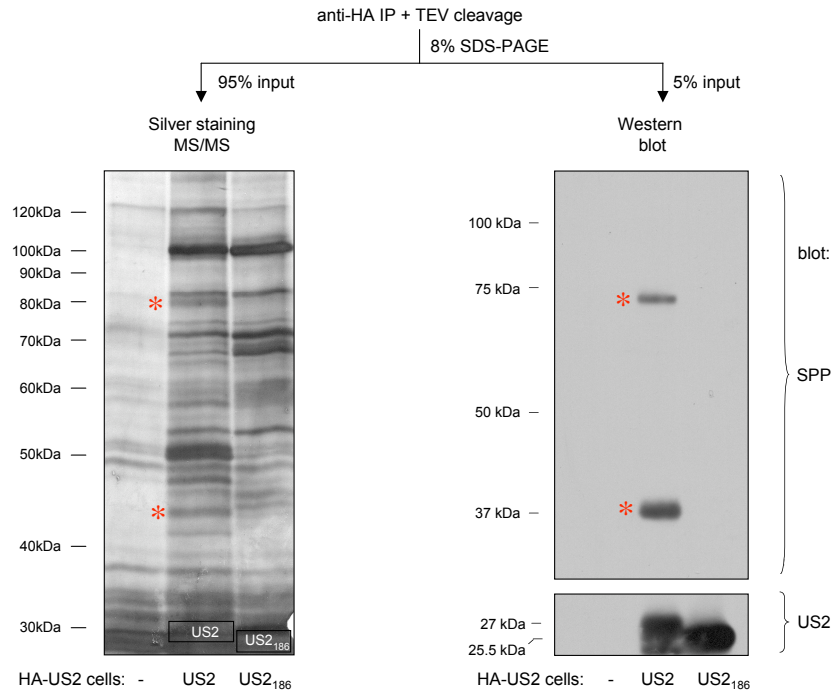 anti-HA IP + TEV cleavage
8% SDS-PAGE
95% input
5% input
Silver staining
MS/MS
Western
blot
120kDa
100kDa
90kDa
80kDa
70kDa
60kDa
50kDa
40kDa
30kDa
*
*
US2
US2186
HA-US2 cells: - US2 US2186
100 kDa
75 kDa
50 kDa
37 kDa
*
*
27 kDa
25.5 kDa
blot:
SPP
US2
HA-US2 cells: - US2 US2186